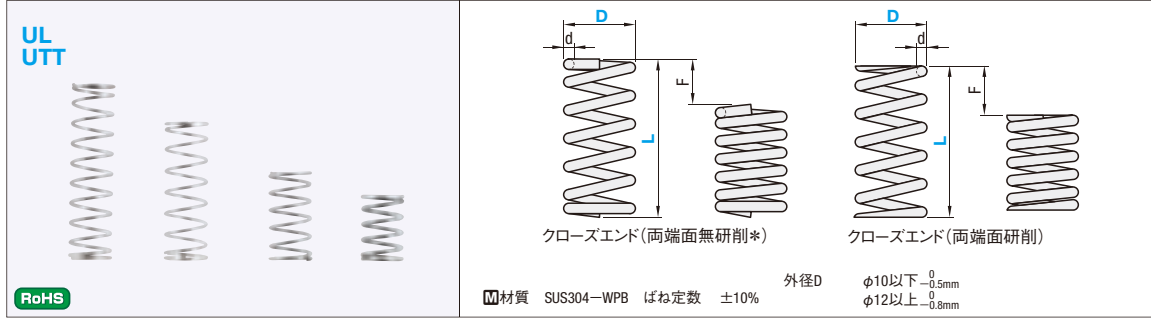 UL
UTT
RoHS
D
d
F
L
クローズエンド(両端面無研削*)
D
d
F
L
クローズエンド(両端面研削)
M材質 SUS304-WPB ばね定数 ±10%
外径D φ10以下 0 -0.5mm
φ12以上 0 -0.8mm